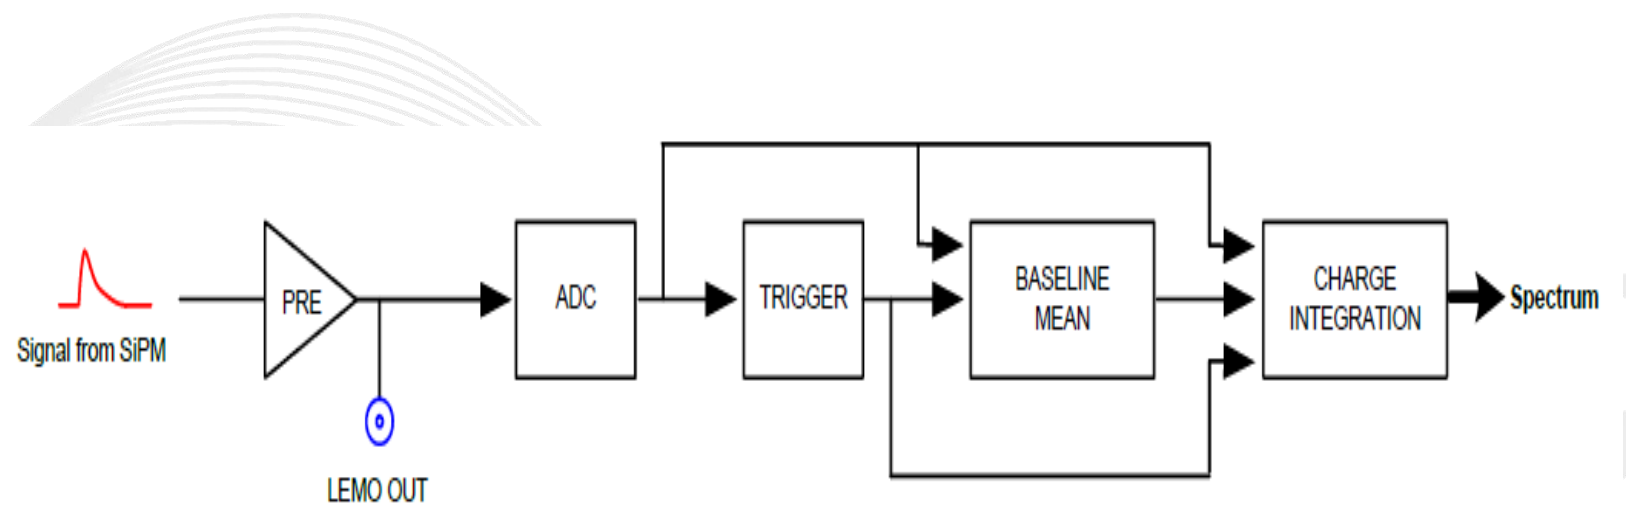 Signal from SiPM
PRE
LEMO OUT
ADC
TRIGGER
BASELINE
MEAN
CHARGE
INTEGRATION
Spectrum